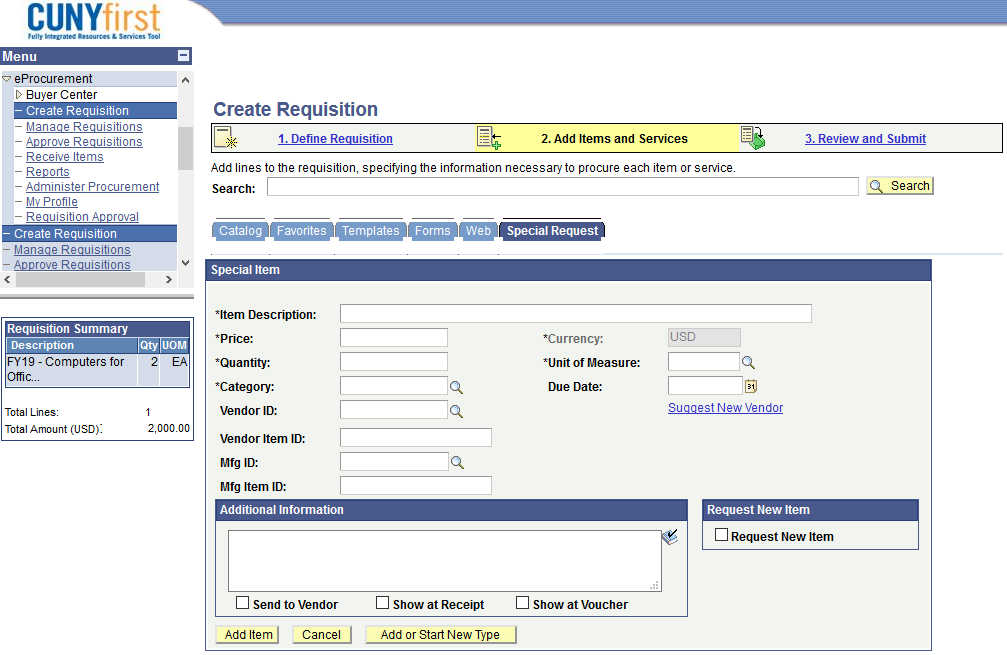 CUNYfirst
Fully Integrated Resources & Services Tool
Menu
eProcurement
Buyer Center
Create Requisition
Manage Requisitions
Approve Requisitions
Receive Items
Reports
Administer Procurement
My Profile
Requisition Approval
Create Requisition
Manage Requisitions
Approve Requisitions
Requisition Summary
Description Qty UOM
FY19 - Computers for 2 EA
Offic...
Total Lines: 1
Total Amount (USD): 2,000.00
Create Requisition
1. Define Requisition 2. Add Items and Services 3. Review and Submit
Add lines to the requisition, specifying the information necessary to procure each item or service.
Search: Search
Catalog Favorites Templates Forms Web Special Request
Special Item
*Item Description:
*Price: *Currency: USD
*Quantity: *Unit of Measure:
*Category: Due Date: 31
Vendor ID: Suggest New Vendor
Vendor Item ID:
Mfg ID:
Mfg Item ID:
Additional Information
Send to Vendor Show at Receipt Show at Voucher
Request New Item
Request New Item
Add Item Cancel Add or Start New Type